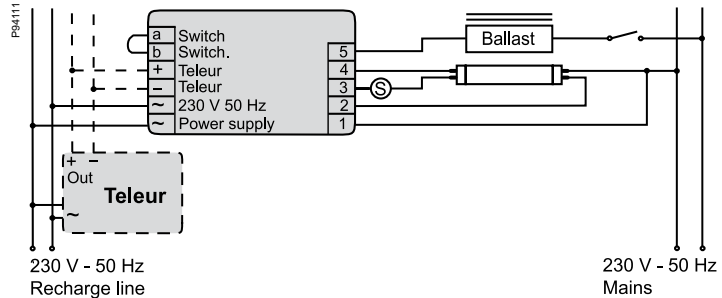 P94111
a Switch
b Switch.
+ Teleur
− Teleur
~ 230 V 50 Hz
~ Power supply
5
4
3
2
1
S
Ballast
+ −
Out
Teleur
~
230 V - 50 Hz
Recharge line
230 V - 50 Hz
Mains